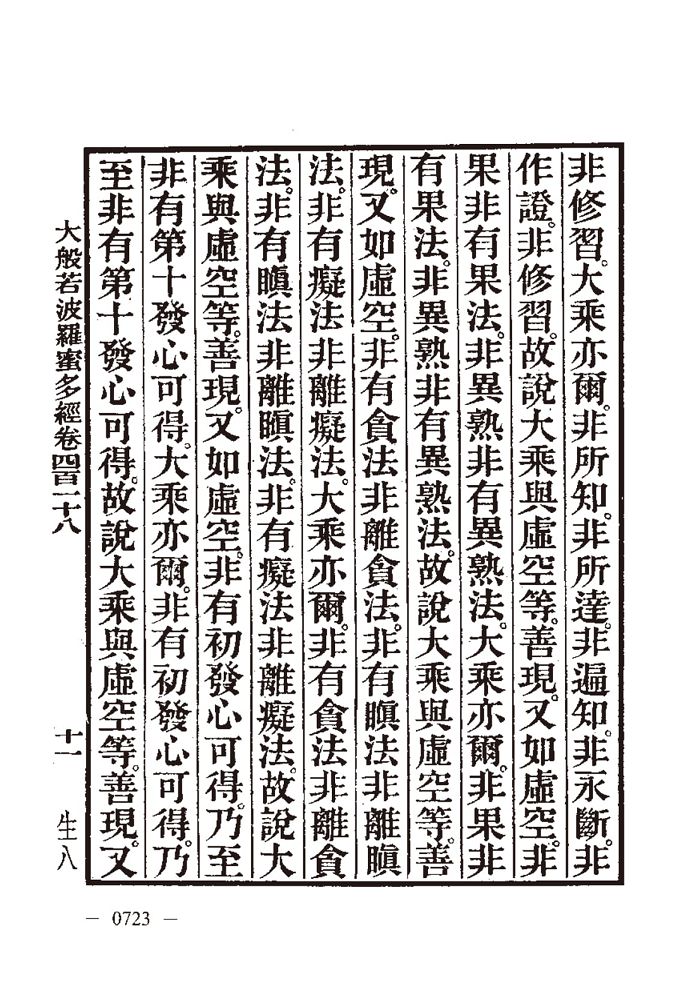 非修習。大乘亦爾。非所知。非所達。非遍知。非永斷。非
作證。非修習。故說大乘與虛空等。善現。又如虛空。非
果非有果法。非異熟非有異熟法。大乘亦爾。非果非
有果法。非異熟非有異熟法。故說大乘與虛空等。善
現。又如虛空。非有貪法非離貪法。非有瞋法非離瞋
法。非有癡法非離癡法。大乘亦爾。非有貪法非離貪
法。非有瞋法非離瞋法。非有癡法非離癡法。故說大
乘與虛空等。善現。又如虛空。非有初發心可得。乃至
非有第十發心可得。大乘亦爾。非有初發心可得。乃
至非有第十發心可得。故說大乘與虛空等。善現。又
大般若波羅蜜多經卷四百一十八 十一 生八
— 0723 —